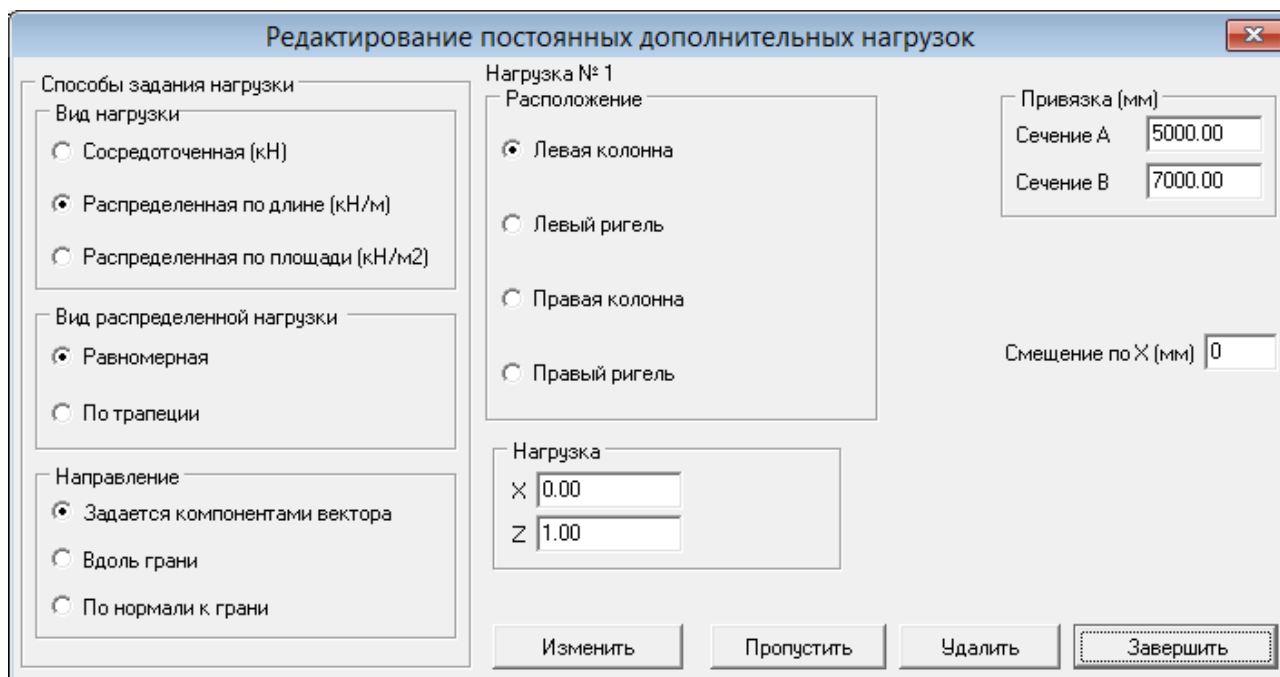 Редактирование постоянных дополнительных нагрузок
Способы задания нагрузки
Вид нагрузки
Сосредоточенная (кН)
Распределенная по длине (кН/м)
Распределенная по площади (кН/м2)
Вид распределенной нагрузки
Равномерная
По трапеции
Направление
Задается компонентами вектора
Вдоль грани
По нормали к грани
Нагрузка № 1
Расположение
Левая колонна
Левый ригель
Правая колонна
Правый ригель
Нагрузка
X 0.00
Z 1.00
Привязка (мм)
Сечение А 5000.00
Сечение В 7000.00
Смещение по X (мм) 0
Изменить Пропустить Удалить Завершить